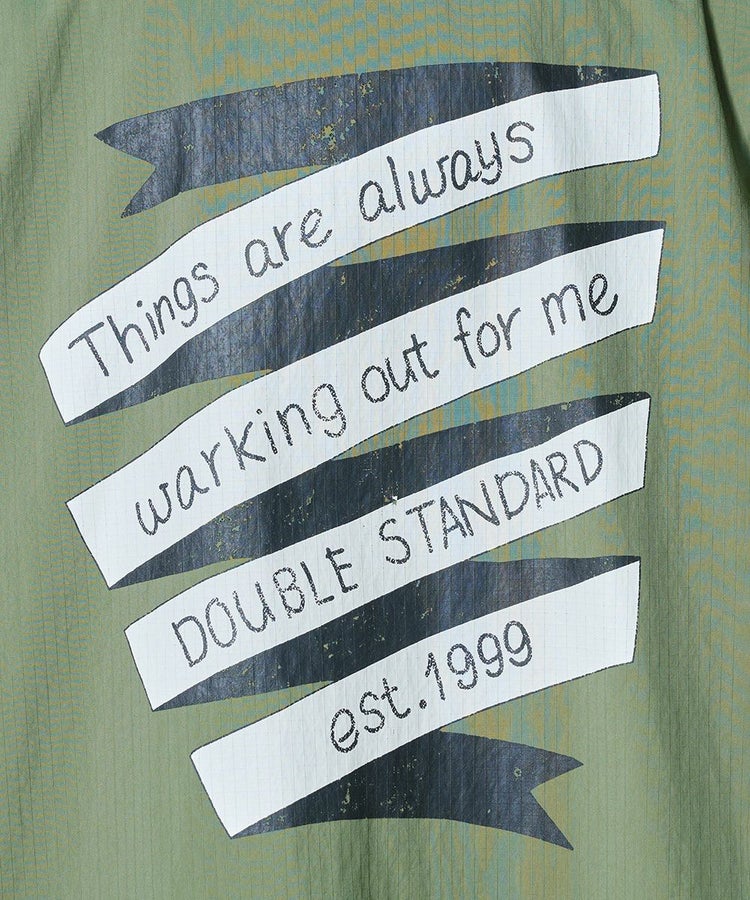 Things are always
warking out for me
DOUBLE STANDARD
est.1999